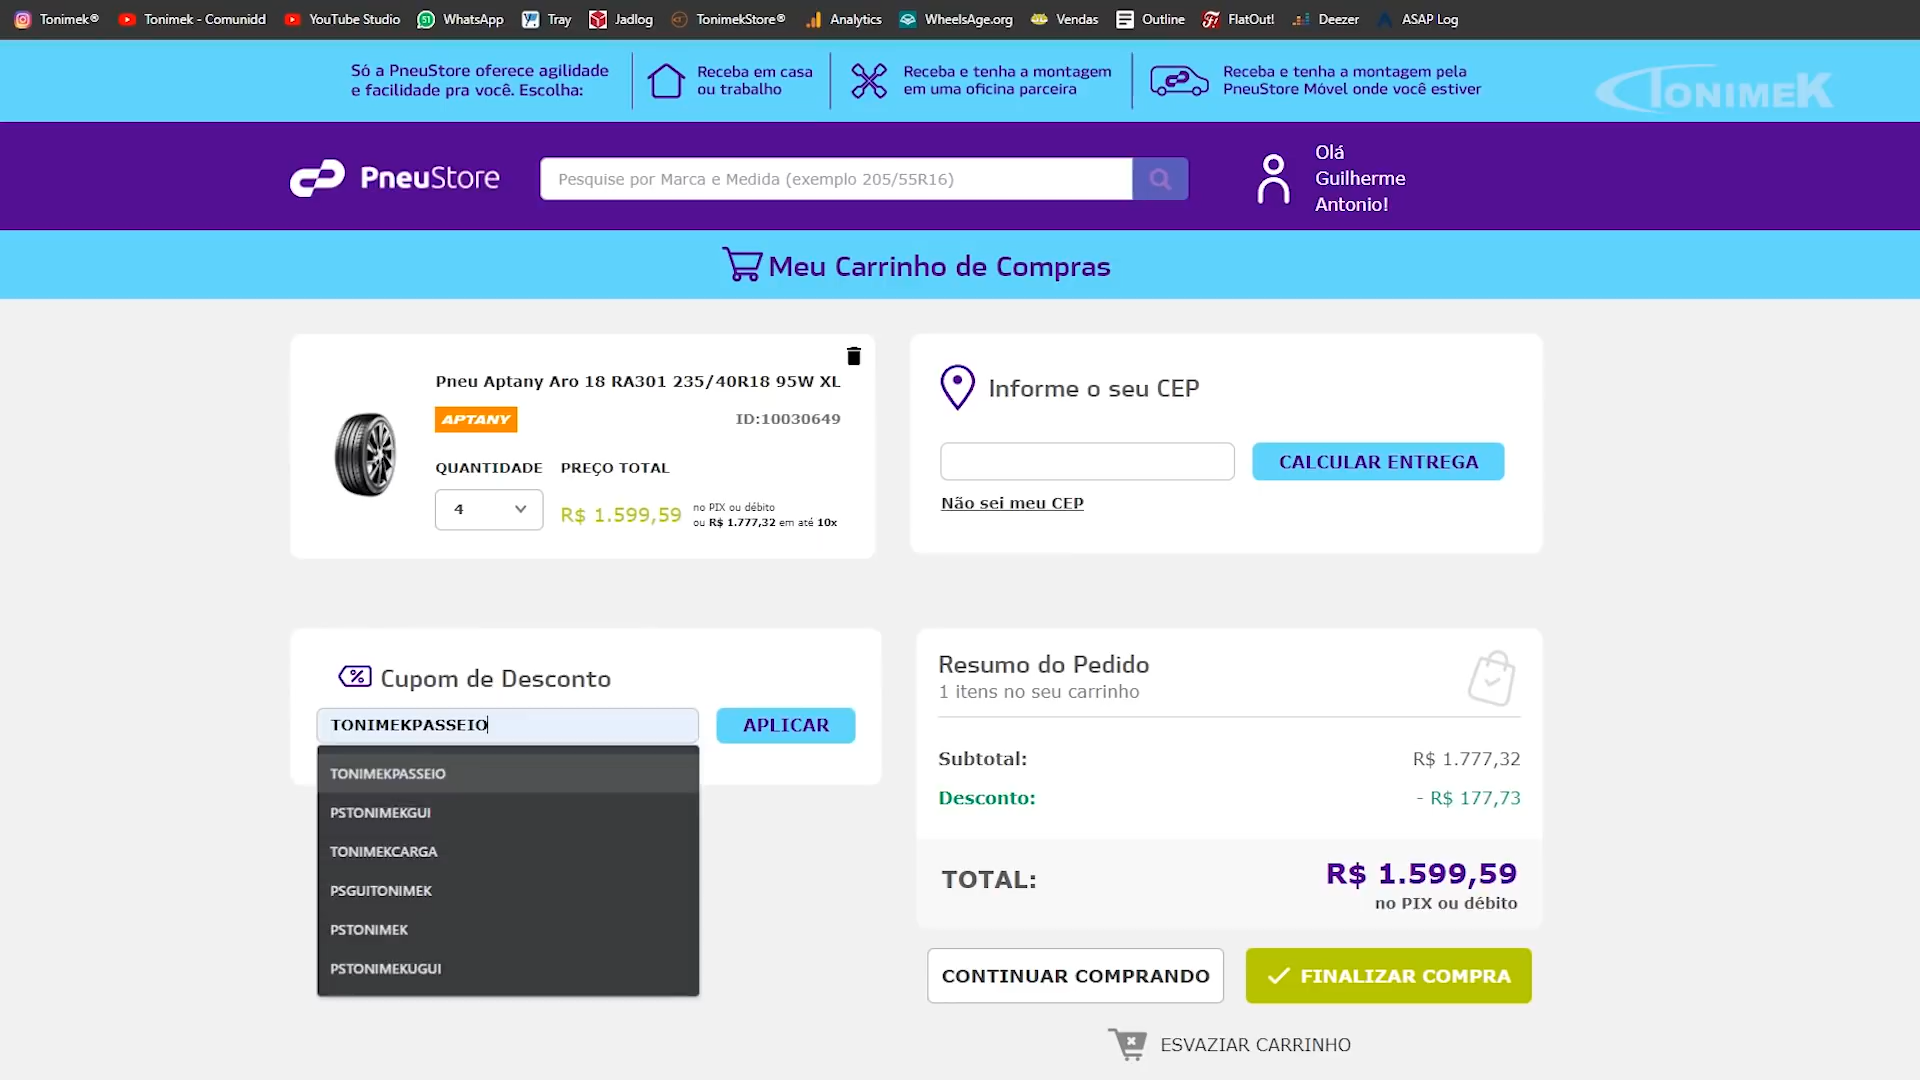 Tonimek® Tonimek - Comunidd YouTube Studio WhatsApp Tray Jadlog TonimekStore® Analytics WheelsAge.org Vendas Outline FlatOut! Deezer ASAP Log
Só a PneuStore oferece agilidade
e facilidade pra você. Escolha:
Receba em casa
ou trabalho
Receba e tenha a montagem
em uma oficina parceira
Receba e tenha a montagem pela
PneuStore Móvel onde você estiver
TONIMEK
PneuStore
Pesquise por Marca e Medida (exemplo 205/55R16)
Olá
Guilherme
Antonio!
Meu Carrinho de Compras
Pneu Aptany Aro 18 RA301 235/40R18 95W XL
APTANY
ID:10030649
QUANTIDADE PREÇO TOTAL
4
R$ 1.599,59
no PIX ou débito
ou R$ 1.777,32 em até 10x
Informe o seu CEP
CALCULAR ENTREGA
Não sei meu CEP
Cupom de Desconto
TONIMEKPASSEIO
APLICAR
TONIMEKPASSEIO
PSTONIMEKGUI
TONIMEKCARGA
PSGUITONIMEK
PSTONIMEK
PSTONIMEKUGUI
Resumo do Pedido
1 itens no seu carrinho
Subtotal: R$ 1.777,32
Desconto: - R$ 177,73
TOTAL: R$ 1.599,59
no PIX ou débito
CONTINUAR COMPRANDO
FINALIZAR COMPRA
ESVAZIAR CARRINHO